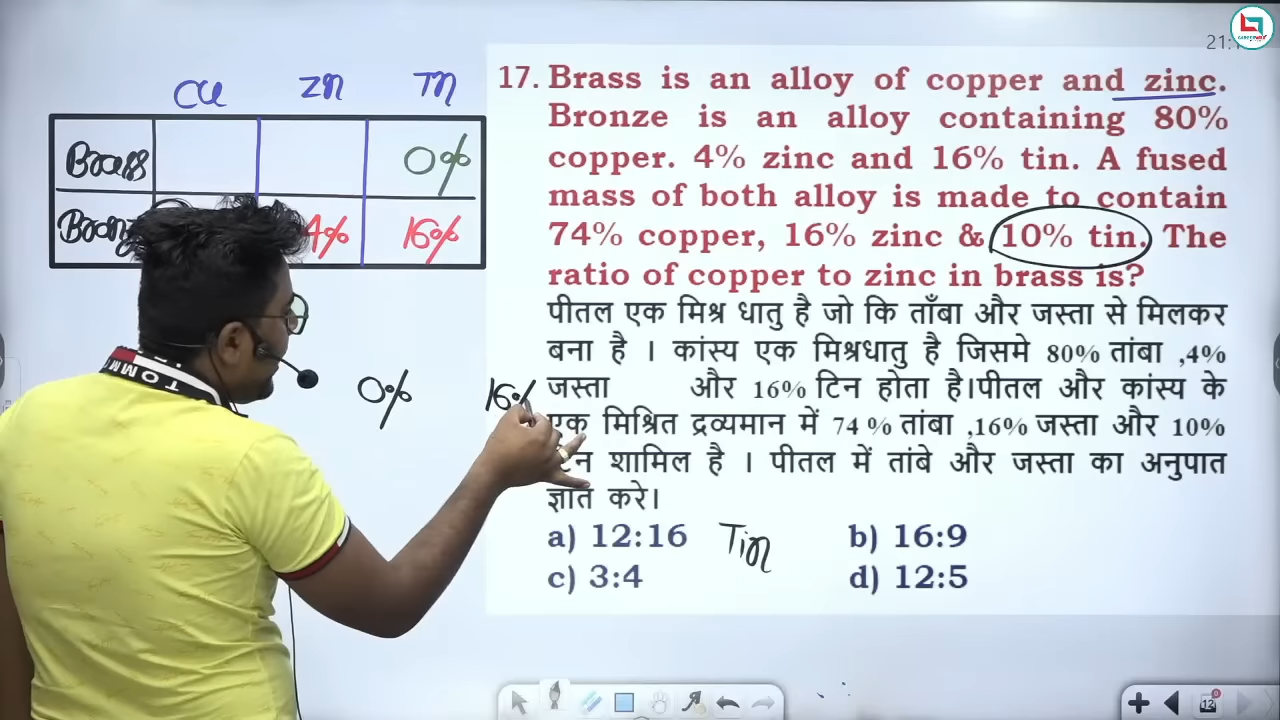 Cu Zn Tn
Brass 0%
4% 16%
0% 16%
17. Brass is an alloy of copper and zinc.
Bronze is an alloy containing 80%
copper. 4% zinc and 16% tin. A fused
mass of both alloy is made to contain
74% copper, 16% zinc & 10% tin. The
ratio of copper to zinc in brass is?
पीतल एक मिश्र धातु है जो कि ताँबा और जस्ता से मिलकर
बना है । कांस्य एक मिश्रधातु है जिसमे 80% तांबा ,4%
जस्ता और 16% टिन होता है।पीतल और कांस्य के
एक मिश्रित द्रव्यमान में 74 % तांबा ,16% जस्ता और 10%
शामिल है । पीतल में तांबे और जस्ता का अनुपात
ज्ञात करे।
a) 12:16 Tin b) 16:9
c) 3:4 d) 12:5
12